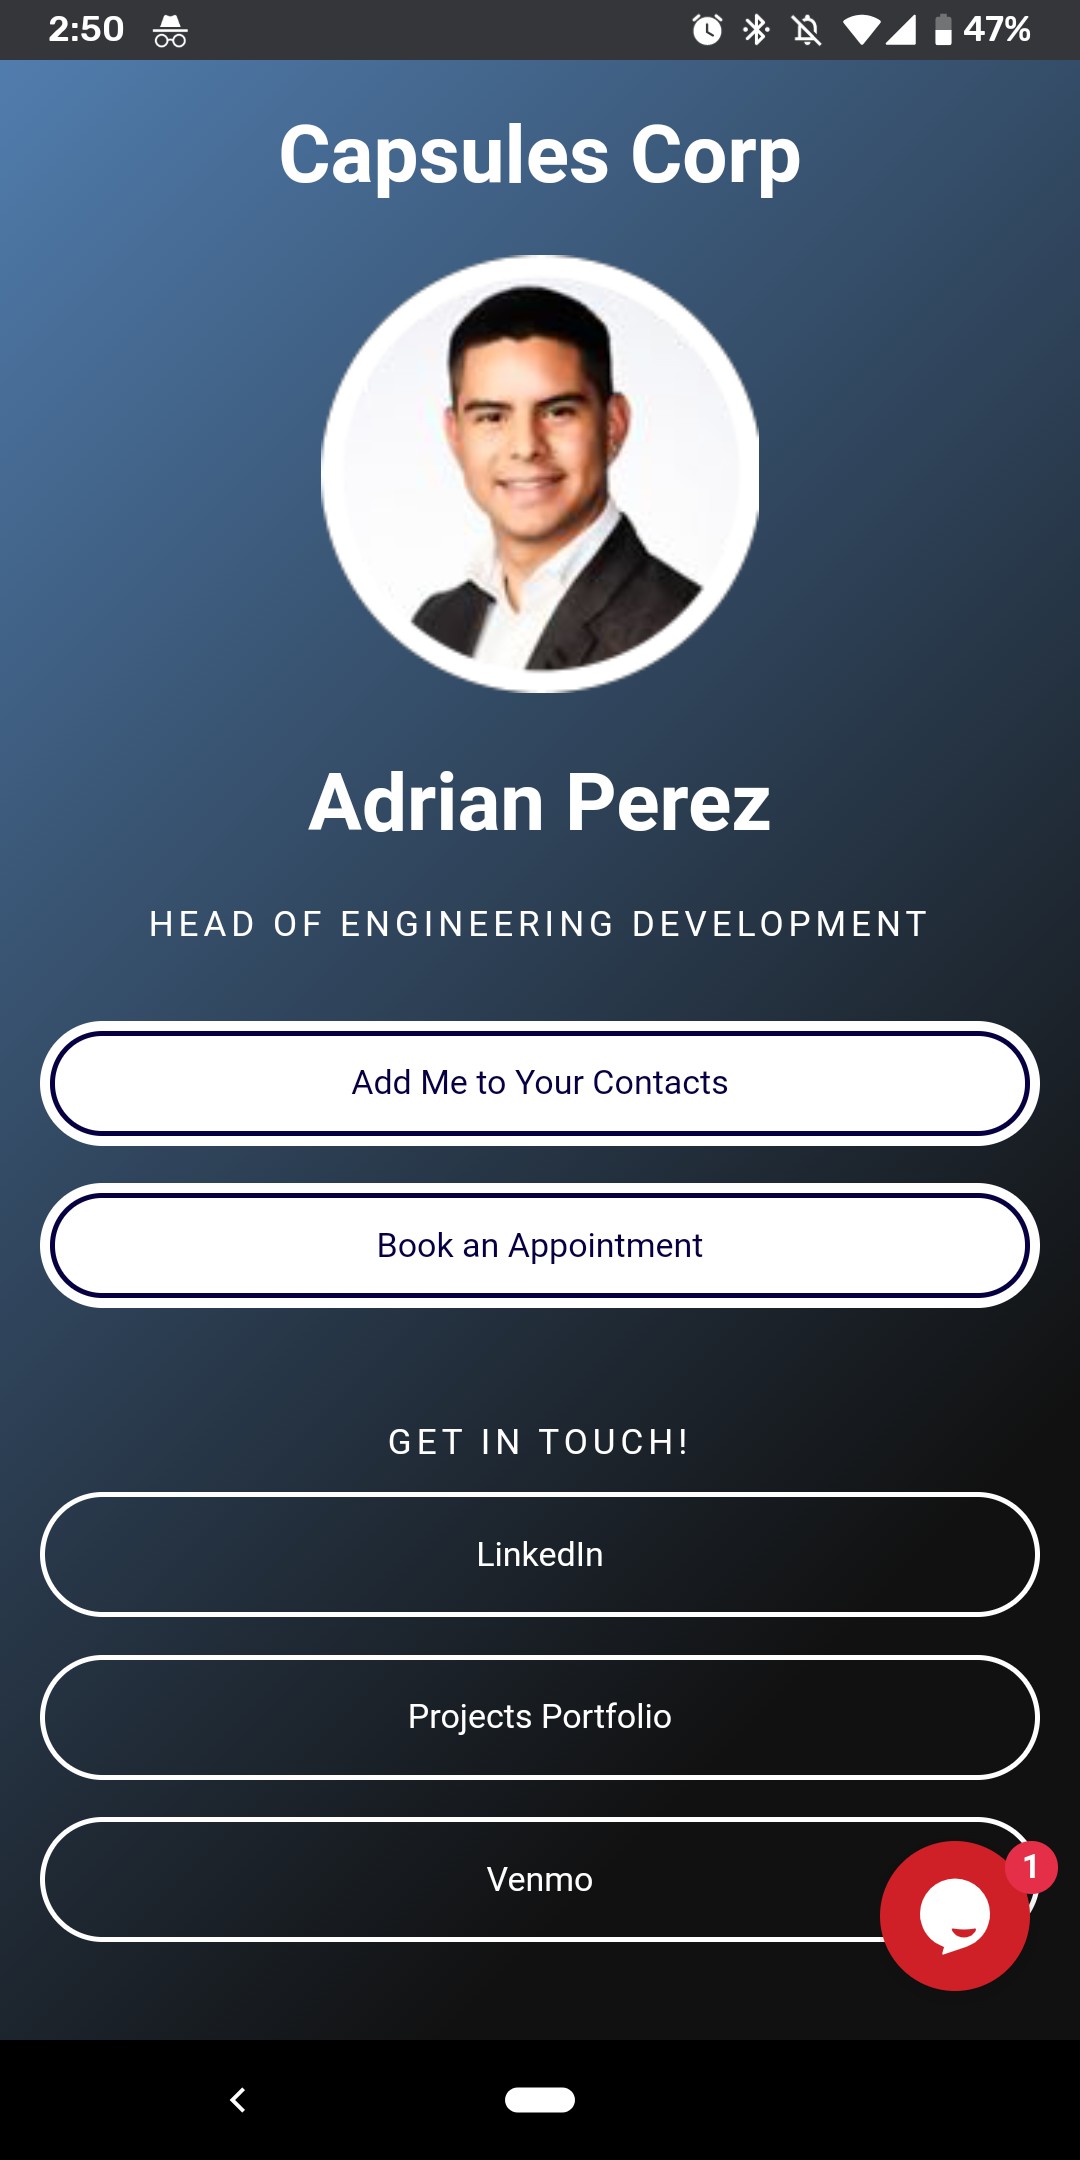 2:50
47%
Capsules Corp
Adrian Perez
HEAD OF ENGINEERING DEVELOPMENT
Add Me to Your Contacts
Book an Appointment
GET IN TOUCH!
LinkedIn
Projects Portfolio
Venmo
1